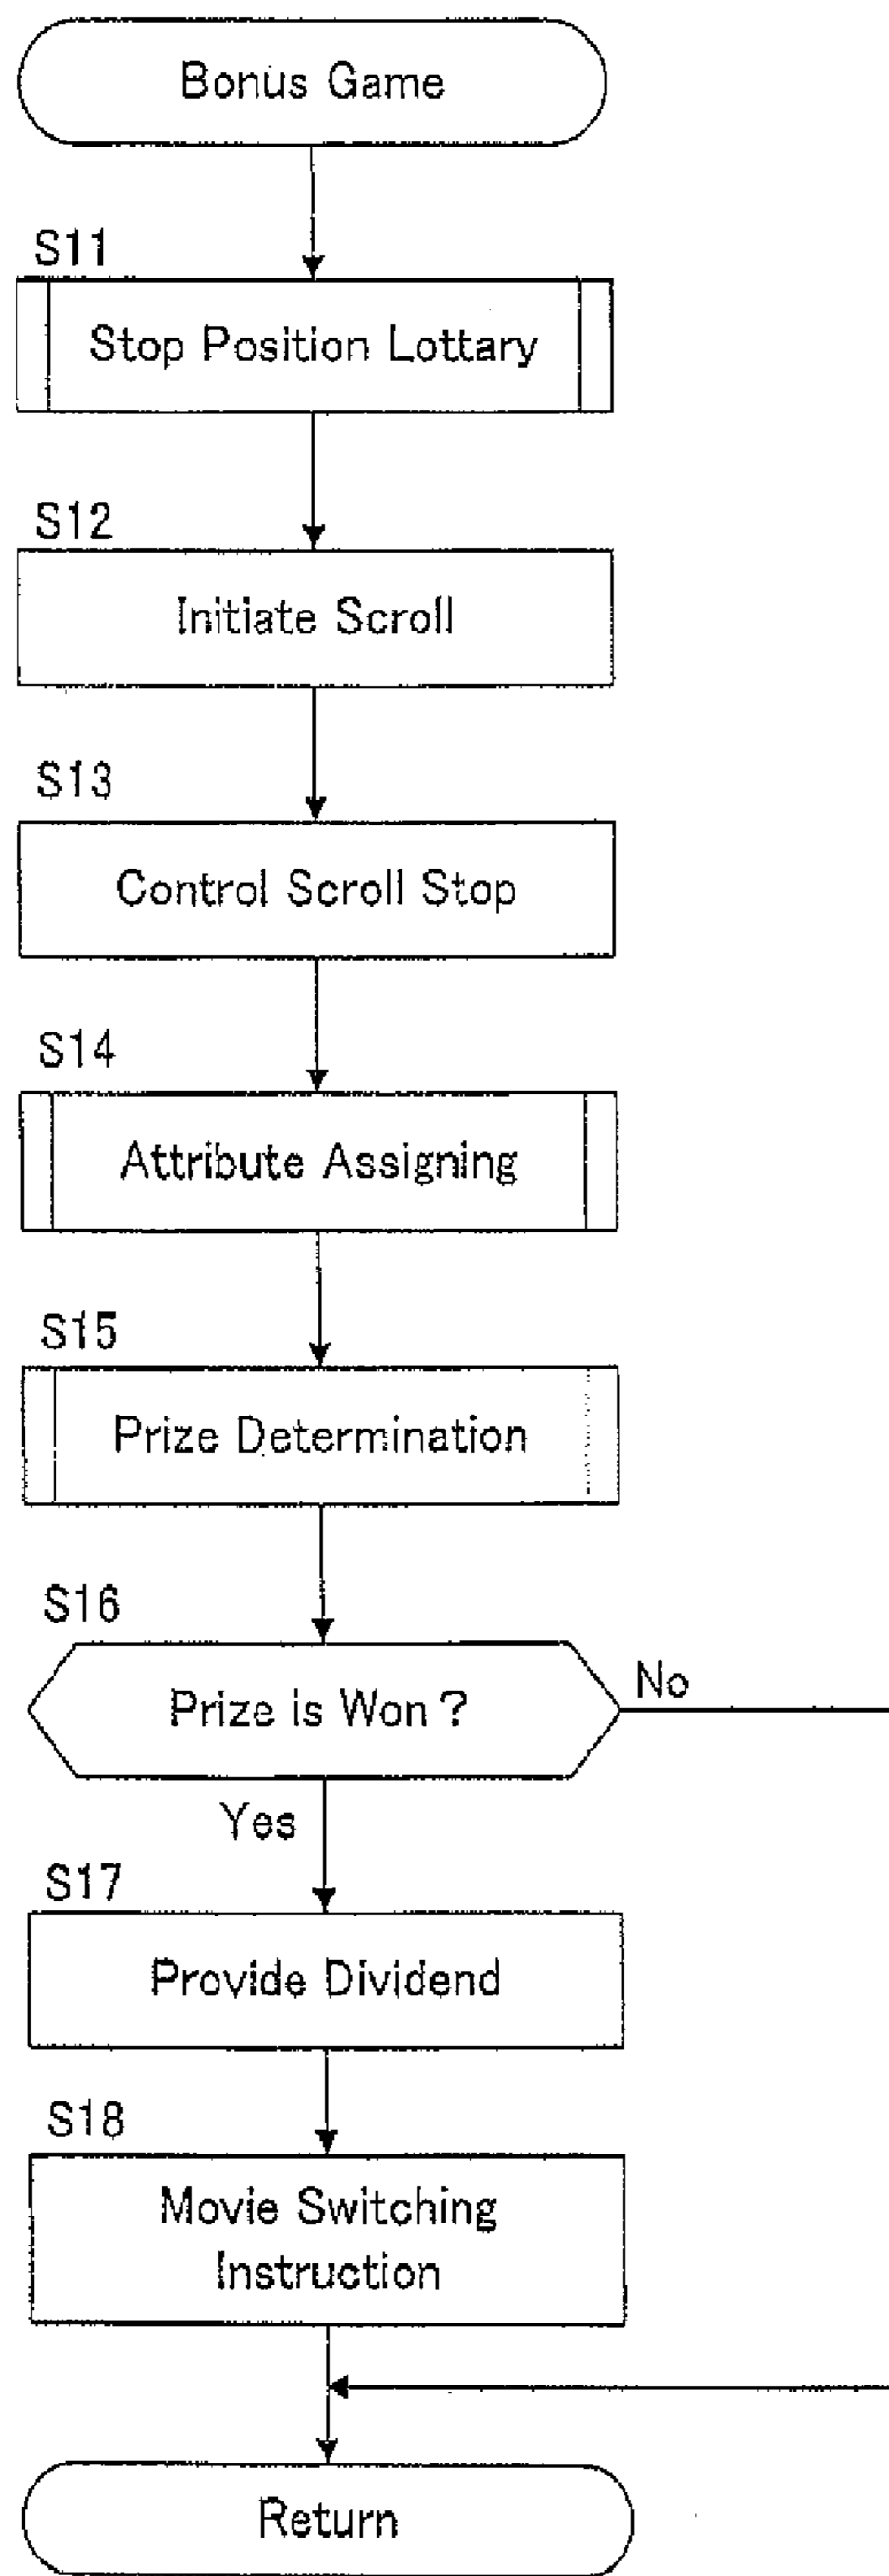 Bonus Game
S11
Stop Position Lottary
S12
Initiate Scroll
S13
Control Scroll Stop
S14
Attribute Assigning
S15
Prize Determination
S16
Prize is Won?
No
Yes
S17
Provide Dividend
S18
Movie Switching
Instruction
Return